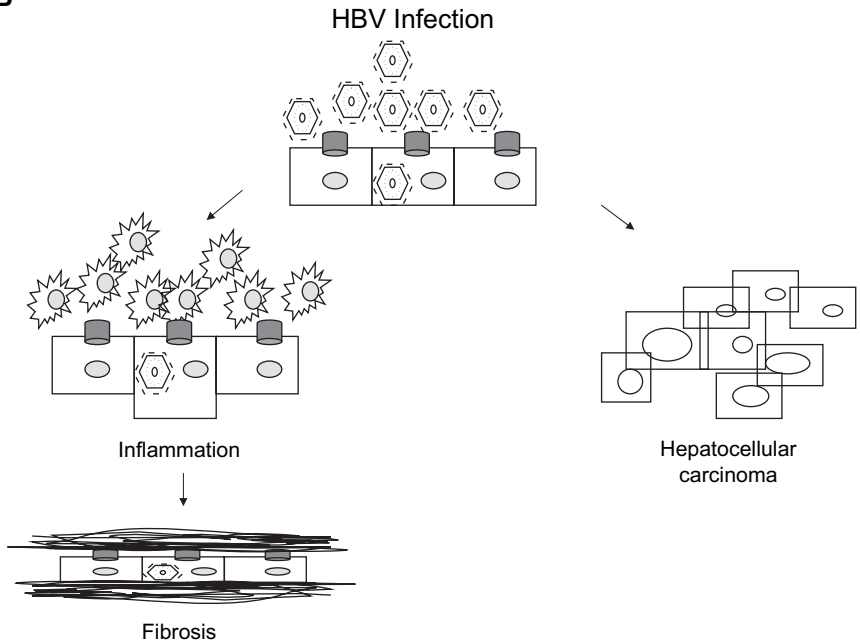 HBV Infection
Inflammation
Hepatocellular
carcinoma
Fibrosis